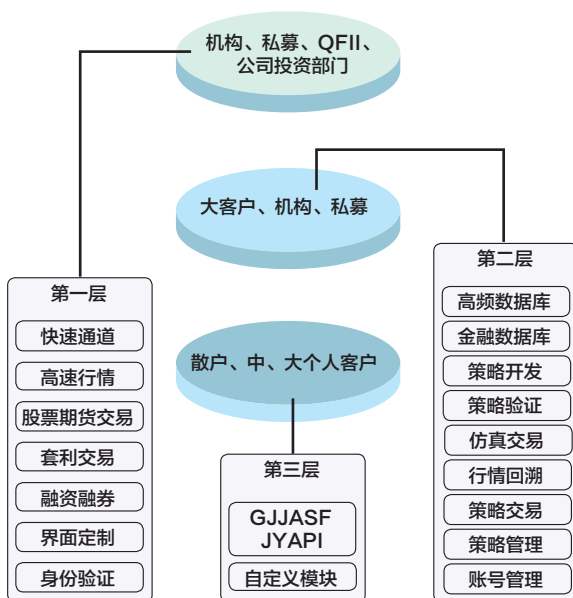 机构、私募、QFII、
公司投资部门
大客户、机构、私募
散户、中、大个人客户
第一层
快速通道
高速行情
股票期货交易
套利交易
融资融券
界面定制
身份验证
第二层
高频数据库
金融数据库
策略开发
策略验证
仿真交易
行情回溯
策略交易
策略管理
账号管理
第三层
GJJASF
JYAPI
自定义模块